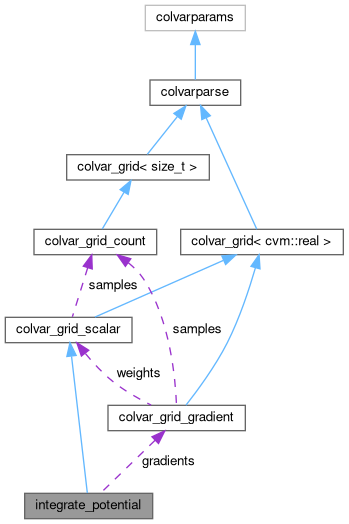 colvarparams
colvarparse
colvar_grid< size_t >
colvar_grid_count
colvar_grid< cvm::real >
samples
colvar_grid_scalar
samples
weights
colvar_grid_gradient
gradients
integrate_potential